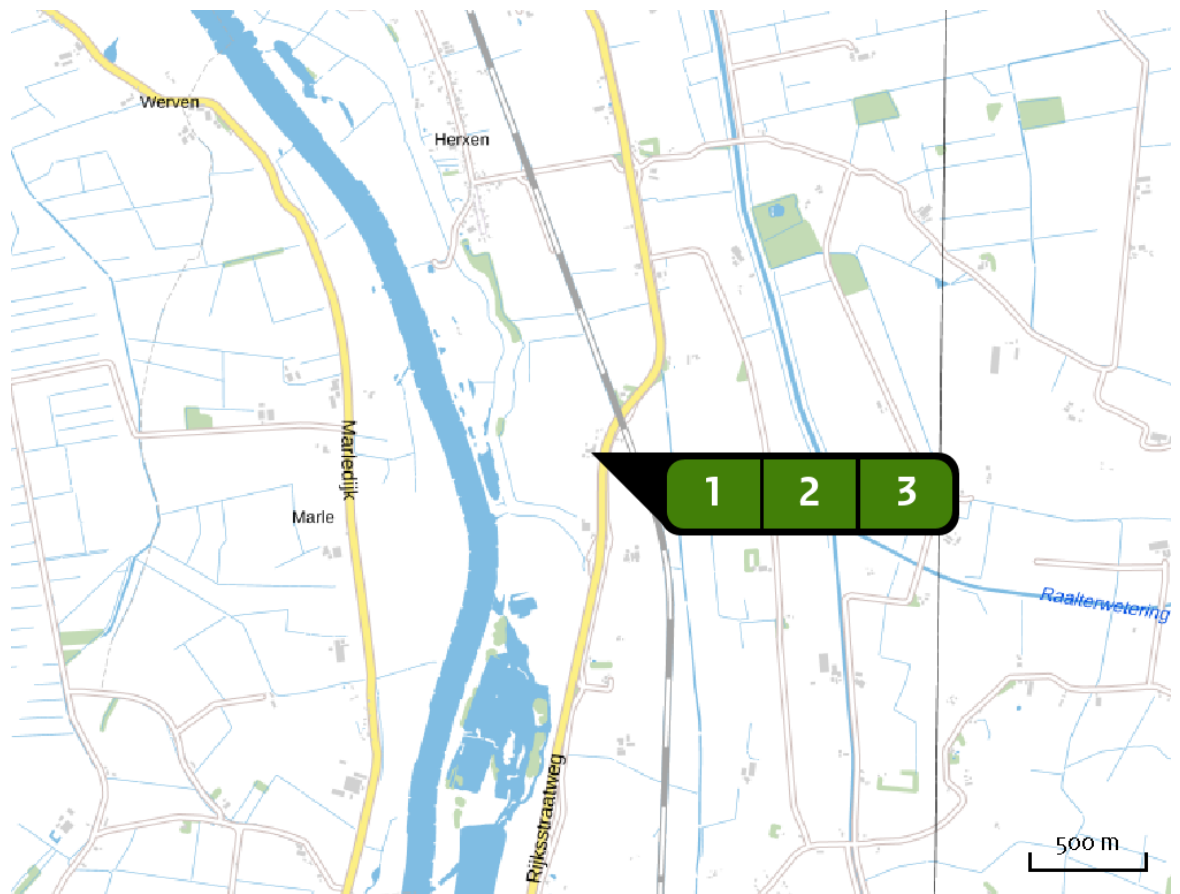 Werven
Herxen
Marledijk
1 2 3
Marle
Raalterwetering
Rijksstraatweg
500 m